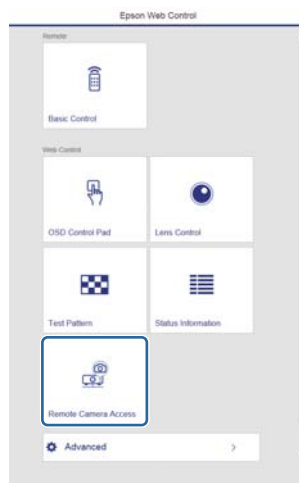 Epson Web Control
Remote
Basic Control
Web Control
OSD Control Pad
Lens Control
Test Pattern
Status Information
Remote Camera Access
Advanced